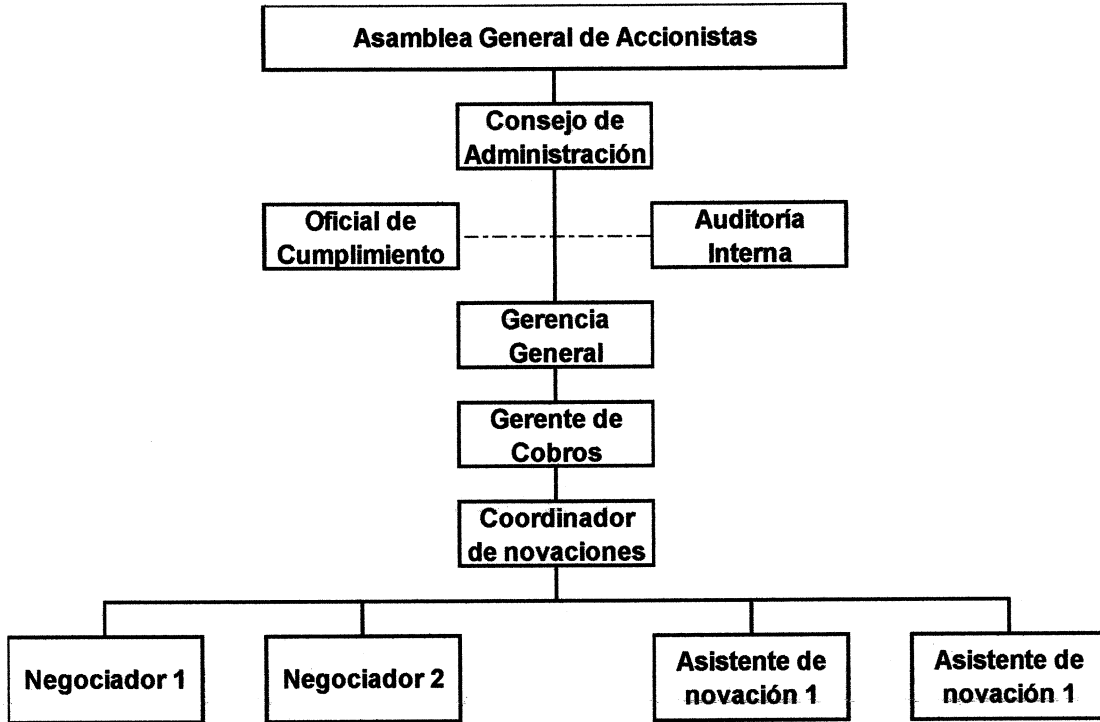 Asamblea General de Accionistas
Consejo de
Administración
Oficial de
Cumplimiento
Auditoría
Interna
Gerencia
General
Gerente de
Cobros
Coordinador
de novaciones
Negociador 1
Negociador 2
Asistente de
novación 1
Asistente de
novación 1